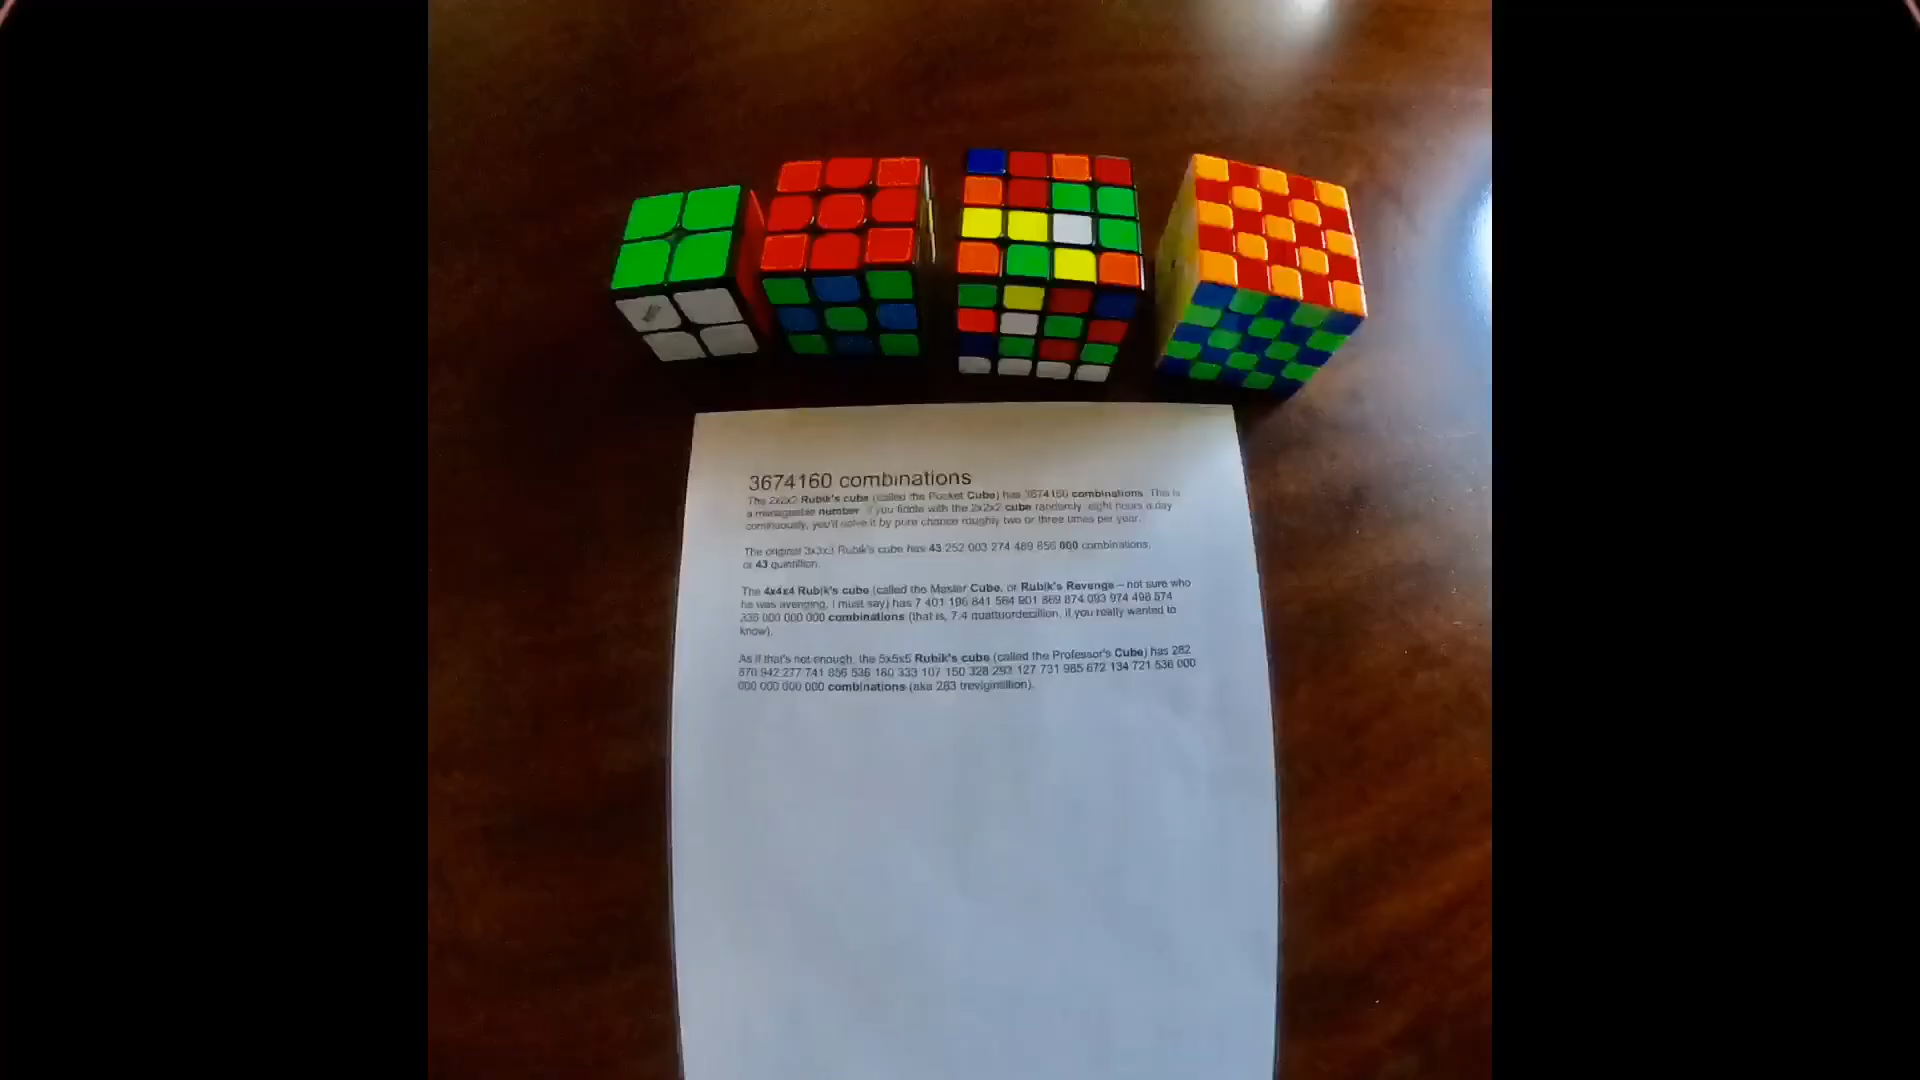 3674160 combinations
The 2x2x2 Rubik's cube (called the Pocket Cube) has 3674160 combinations. This is
a manageable number. If you fiddle with the 2x2x2 cube randomly, eight hours a day
continuously, you'll solve it by pure chance roughly two or three times per year.
The original 3x3x3 Rubik's cube has 43 252 003 274 489 856 000 combinations,
or 43 quintillion.
The 4x4x4 Rubik's cube (called the Master Cube, or Rubik's Revenge – not sure who
he was avenging, I must say) has 7 401 196 841 564 901 869 874 093 974 498 574
336 000 000 000 combinations (that is, 7.4 quattuordecillion, if you really wanted to
know).
As if that's not enough, the 5x5x5 Rubik's cube (called the Professor's Cube) has 282
870 942 277 741 856 536 180 333 107 150 328 293 127 731 985 672 134 721 536 000
000 000 000 000 combinations (aka 283 trevigintillion).